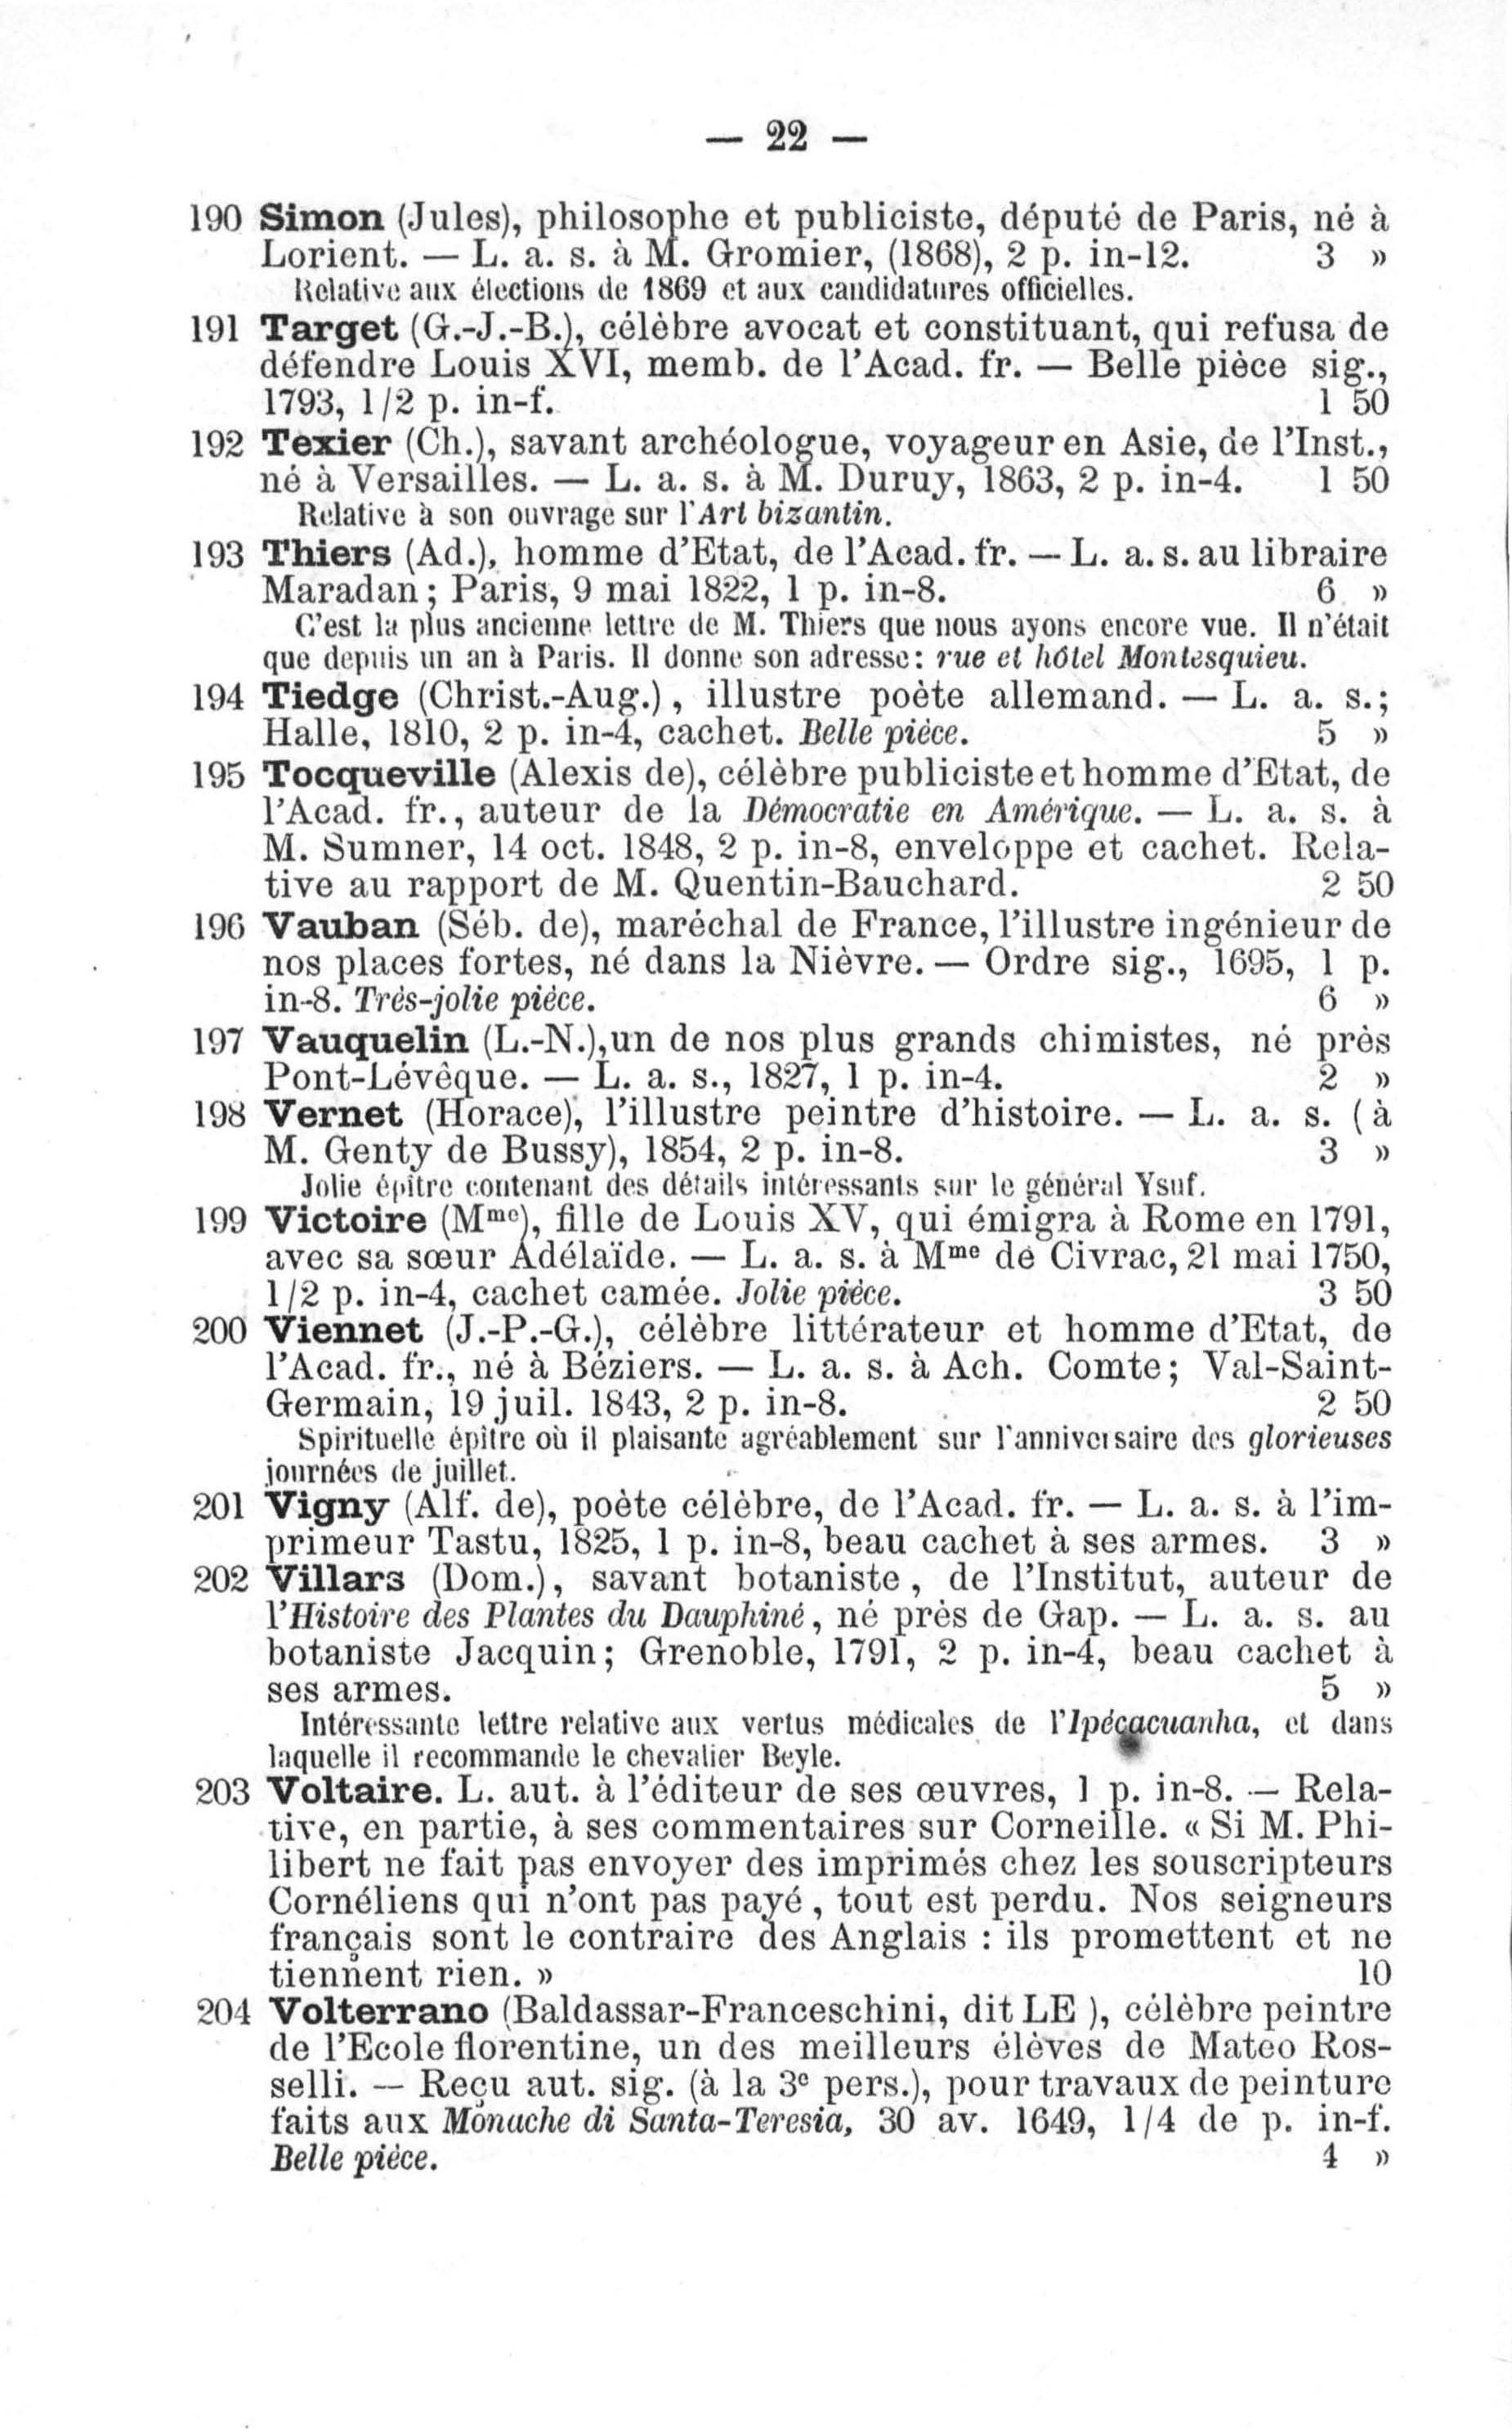 — 22 —
190 Simon (Jules), philosophe et publiciste, député de Paris, né à
Lorient. — L. a. s. à M. Gromier, (1868), 2 p. in-12. 3 »
Relative aux élections de 1869 et aux candidatures officielles.
191 Target (G.-J.-B.), célèbre avocat et constituant, qui refusa de
défendre Louis XVI, memb. de l'Acad. fr. — Belle pièce sig.,
1793, 1/2 p. in-f. 1 50
192 Texier (Ch.), savant archéologue, voyageur en Asie, de l'Inst.,
né à Versailles. — L. a. s. à M. Duruy, 1863, 2 p. in-4. 1 50
Relative à son ouvrage sur l'Art bizantin.
193 Thiers (Ad.), homme d'Etat, de l'Acad. fr. — L. a. s. au libraire
Maradan ; Paris, 9 mai 1822, 1 p. in-8. 6 »
C'est la plus ancienne lettre de M. Thiers que nous ayons encore vue. Il n'était
que depuis un an à Paris. Il donne son adresse : rue et hôtel Montesquieu.
194 Tiedge (Christ.-Aug.), illustre poète allemand. — L. a. s.;
Halle, 1810, 2 p. in-4, cachet. Belle pièce. 5 »
195 Tocqueville (Alexis de), célèbre publiciste et homme d'Etat, de
l'Acad. fr., auteur de la Démocratie en Amérique. — L. a. s. à
M. Sumner, 14 oct. 1848, 2 p. in-8, enveloppe et cachet. Rela-
tive au rapport de M. Quentin-Bauchard. 2 50
196 Vauban (Séb. de), maréchal de France, l'illustre ingénieur de
nos places fortes, né dans la Nièvre. — Ordre sig., 1695, 1 p.
in-8. Très-jolie pièce. 6 »
197 Vauquelin (L.-N.), un de nos plus grands chimistes, né près
Pont-Lévêque. — L. a. s., 1827, 1 p. in-4. 2 »
198 Vernet (Horace), l'illustre peintre d'histoire. — L. a. s. (à
M. Genty de Bussy), 1854, 2 p. in-8. 3 »
Jolie épître contenant des détails intéressants sur le général Ysuf.
199 Victoire (Mme), fille de Louis XV, qui émigra à Rome en 1791,
avec sa sœur Adélaïde. — L. a. s. à Mme de Civrac, 21 mai 1750,
1/2 p. in-4, cachet camée. Jolie pièce. 3 50
200 Viennet (J.-P.-G.), célèbre littérateur et homme d'Etat, de
l'Acad. fr., né à Béziers. — L. a. s. à Ach. Comte ; Val-Saint-
Germain, 19 juil. 1843, 2 p. in-8. 2 50
Spirituelle épître où il plaisante agréablement sur l'anniversaire des glorieuses
journées de juillet.
201 Vigny (Alf. de), poète célèbre, de l'Acad. fr. — L. a. s. à l'im-
primeur Tastu, 1825, 1 p. in-8, beau cachet à ses armes. 3 »
202 Villars (Dom.), savant botaniste, de l'Institut, auteur de
l'Histoire des Plantes du Dauphiné, né près de Gap. — L. a. s. au
botaniste Jacquin ; Grenoble, 1791, 2 p. in-4, beau cachet à
ses armes. 5 »
Intéressante lettre relative aux vertus médicales de l'Ipécacuanha, et dans
laquelle il recommande le chevalier Beyle.
203 Voltaire. L. aut. à l'éditeur de ses œuvres, 1 p. in-8. — Rela-
tive, en partie, à ses commentaires sur Corneille. « Si M. Phi-
libert ne fait pas envoyer des imprimés chez les souscripteurs
Cornéliens qui n'ont pas payé, tout est perdu. Nos seigneurs
français sont le contraire des Anglais : ils promettent et ne
tiennent rien. » 10
204 Volterrano (Baldassar-Franceschini, dit LE ), célèbre peintre
de l'Ecole florentine, un des meilleurs élèves de Mateo Ros-
selli. — Reçu aut. sig. (à la 3e pers.), pour travaux de peinture
faits aux Monache di Santa-Teresia, 30 av. 1649, 1/4 de p. in-f.
Belle pièce. 4 »